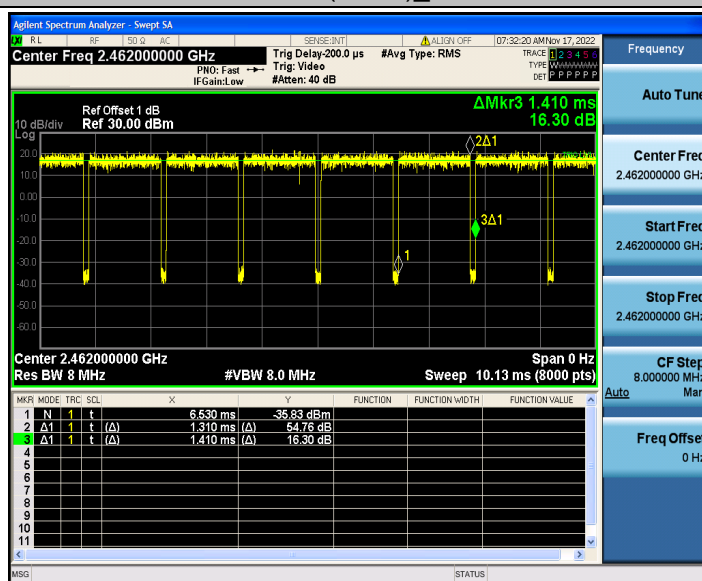 Agilent Spectrum Analyzer - Swept SA
RL RF 50 Ω AC SENSE:INT ALIGN OFF 07:32:20 AM Nov 17, 2022
Center Freq 2.462000000 GHz
PNO: Fast
IFGain:Low
Trig Delay-200.0 µs
Trig: Video
#Atten: 40 dB
#Avg Type: RMS
TRACE 1 2 3 4 5 6
TYPE W
DET P P P P P P
Ref Offset 1 dB
10 dB/div Ref 30.00 dBm
Log
ΔMkr3 1.410 ms
16.30 dB
20.0
10.0
0.00
-10.0
-20.0
-30.0
-40.0
-50.0
-60.0
2Δ1
3Δ1
1
Center 2.462000000 GHz Span 0 Hz
Res BW 8 MHz #VBW 8.0 MHz Sweep 10.13 ms (8000 pts)
MKR MODE TRC SCL X Y FUNCTION FUNCTION WIDTH FUNCTION VALUE
1 N 1 t 6.530 ms -35.83 dBm
2 Δ1 1 t (Δ) 1.310 ms (Δ) 54.76 dB
3 Δ1 1 t (Δ) 1.410 ms (Δ) 16.30 dB
4
5
6
7
8
9
10
11
MSG STATUS
Frequency
Auto Tune
Center Freq
2.462000000 GHz
Start Freq
2.462000000 GHz
Stop Freq
2.462000000 GHz
CF Step
8.000000 MHz
Auto Man
Freq Offset
0 Hz